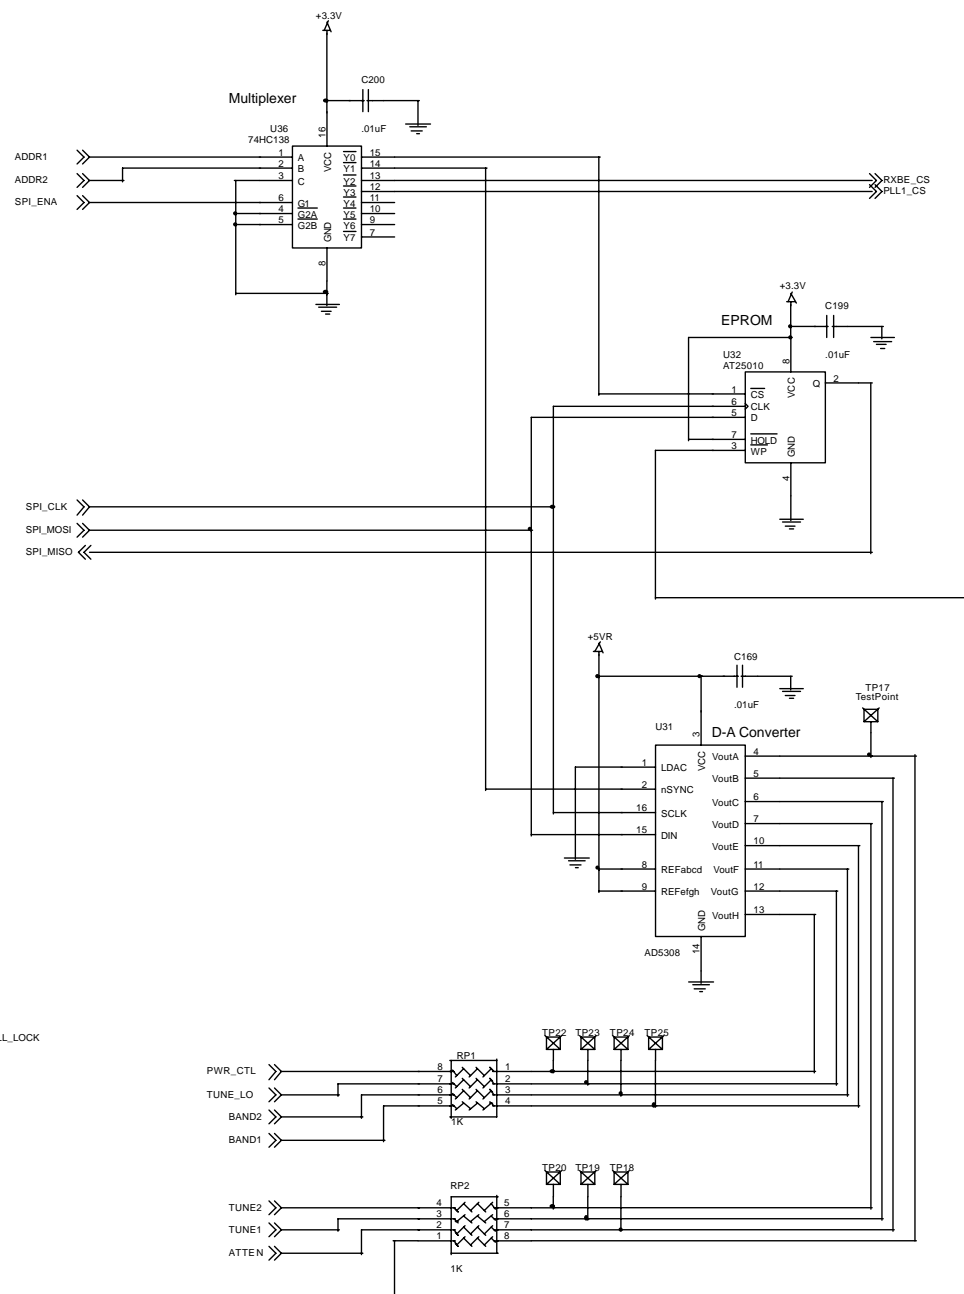 +3.3V
C200
Multiplexer
U36
.01uF
74HC138
16
ADDR1
1
A
VCC
Y0
15
2
B
Y1
14
ADDR2
3
C
Y2
13
RXBE_CS
Y3
12
PLL1_CS
SPI_ENA
6
G1
Y4
11
4
G2A
Y5
10
5
G2B
GND
Y6
9
Y7
7
8
+3.3V
C199
EPROM
U32
.01uF
AT25010
8
1
CS
VCC
Q
2
6
CLK
5
D
7
HOLD
3
WP
GND
4
SPI_CLK
SPI_MOSI
SPI_MISO
+5VR
C169
TP17
TestPoint
.01uF
U31
D-A Converter
3
VCC
VoutA
4
1
LDAC
VoutB
5
2
nSYNC
VoutC
6
16
SCLK
VoutD
7
15
DIN
VoutE
10
8
REFabcd
VoutF
11
9
REFefgh
VoutG
12
VoutH
13
GND
14
AD5308
LL_LOCK
TP22 TP23 TP24 TP25
RP1
PWR_CTL
8
1
7
2
TUNE_LO
6
3
5
4
BAND2
1K
BAND1
TP20 TP19 TP18
RP2
TUNE2
4
5
3
6
TUNE1
2
7
1
8
ATTEN
1K